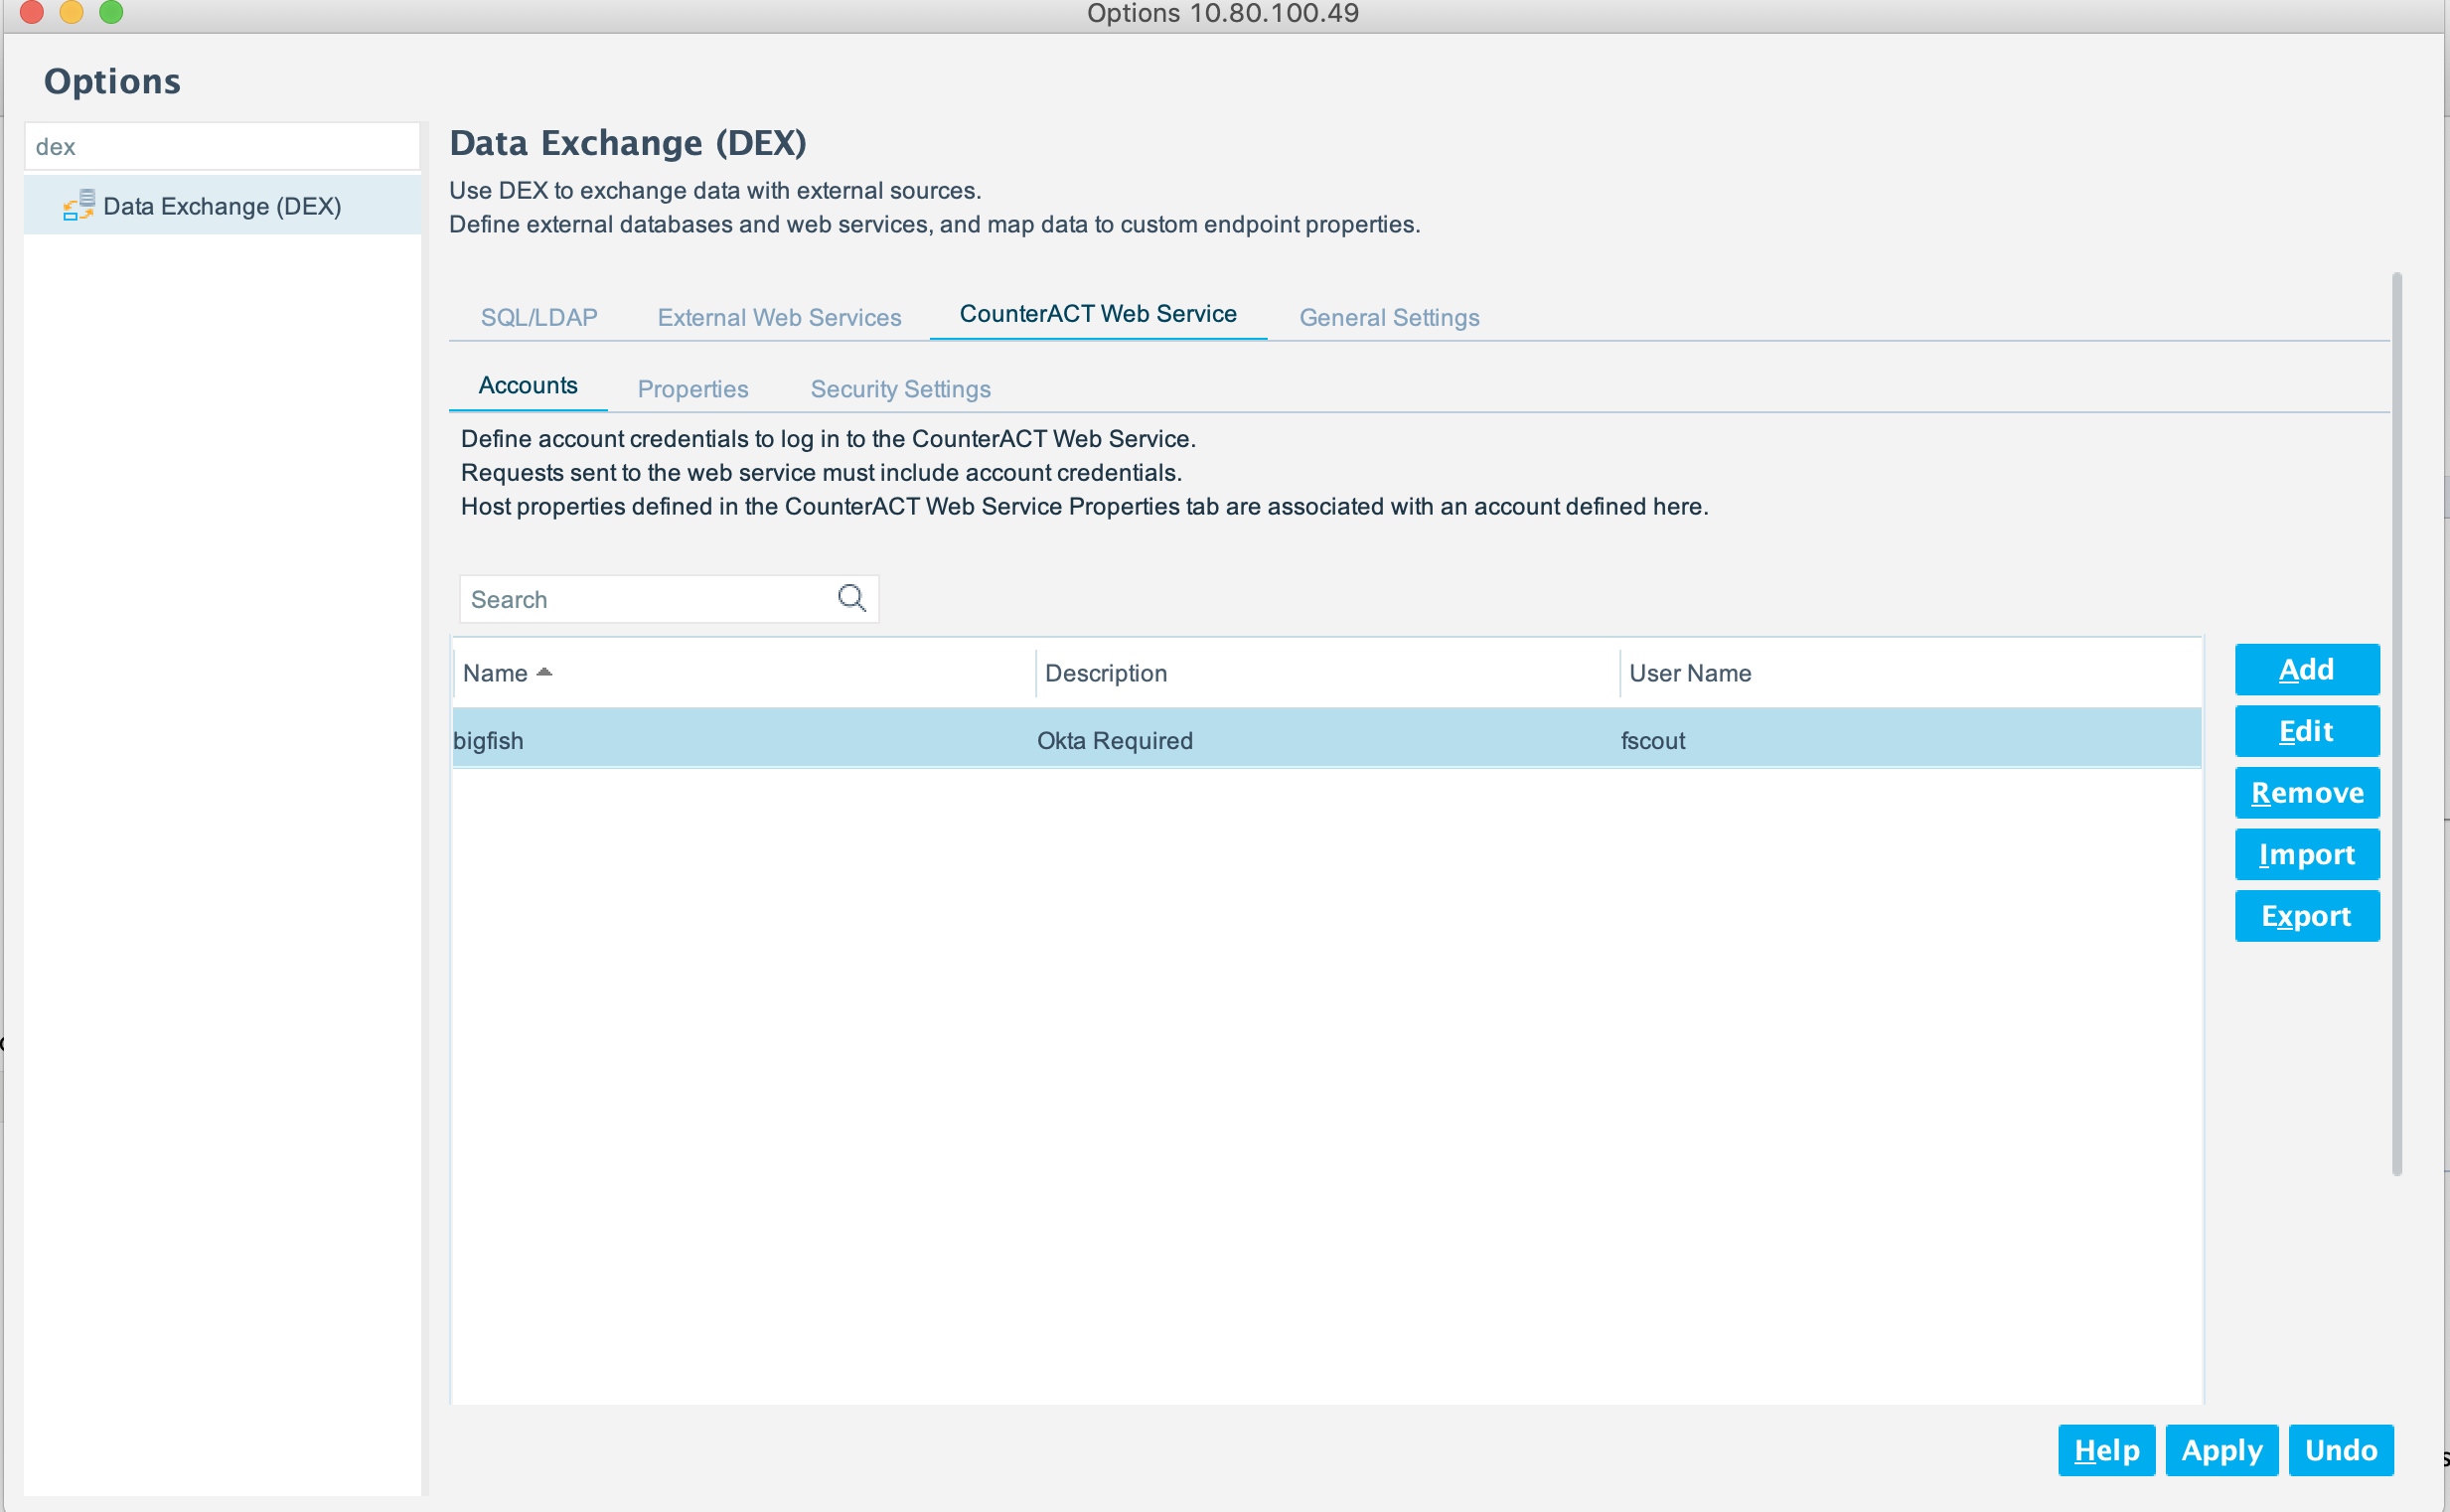 Options 10.80.100.49
Options
dex
Data Exchange (DEX)
Data Exchange (DEX)
Use DEX to exchange data with external sources.
Define external databases and web services, and map data to custom endpoint properties.
SQL/LDAP External Web Services CounterACT Web Service General Settings
Accounts Properties Security Settings
Define account credentials to log in to the CounterACT Web Service.
Requests sent to the web service must include account credentials.
Host properties defined in the CounterACT Web Service Properties tab are associated with an account defined here.
Search
Name Description User Name
bigfish Okta Required fscout
Add
Edit
Remove
Import
Export
Help Apply Undo